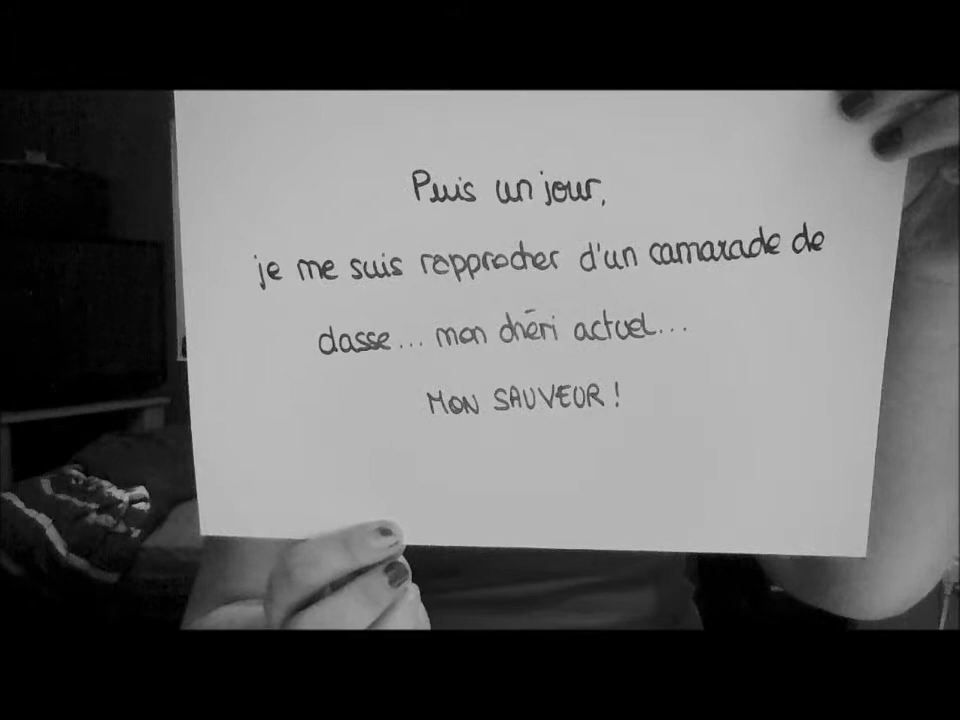 Puis un jour,
je me suis rapprocher d'un camarade de
classe... mon chéri actuel...
MON SAUVEUR !